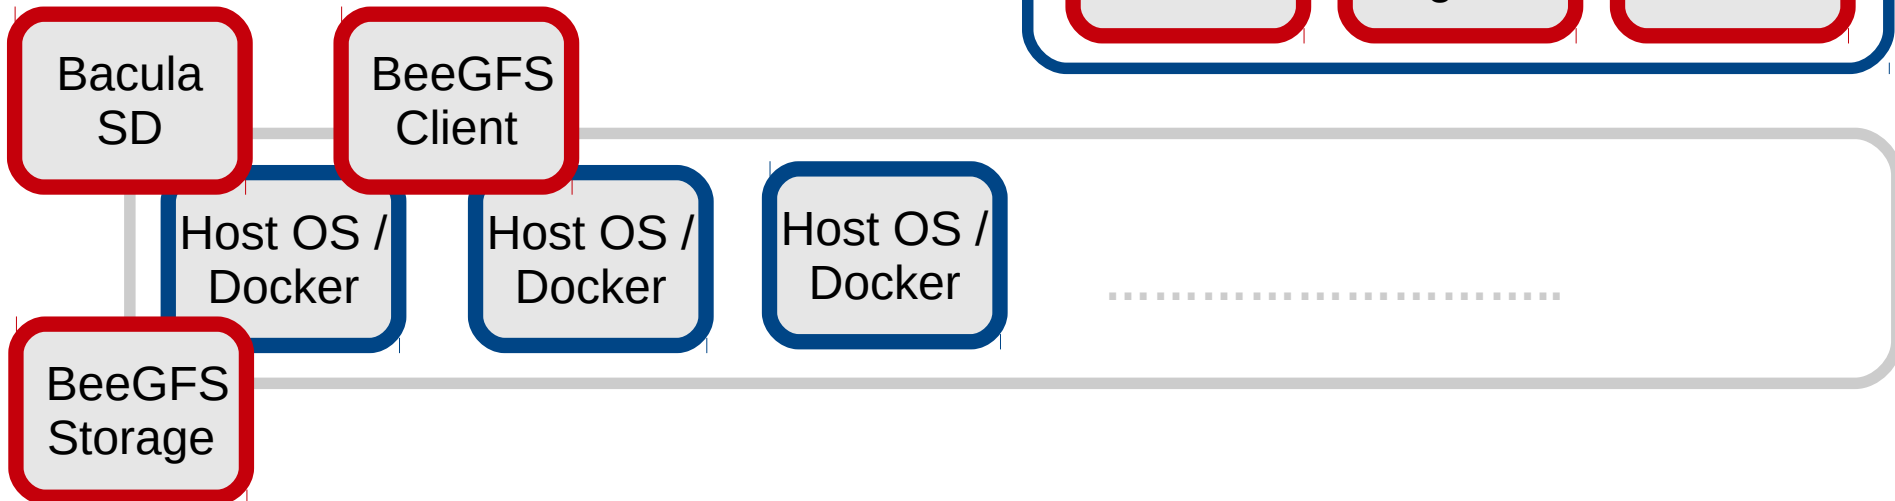 Bacula
SD
BeeGFS
Client
Host OS /
Docker
Host OS /
Docker
Host OS /
Docker
BeeGFS
Storage